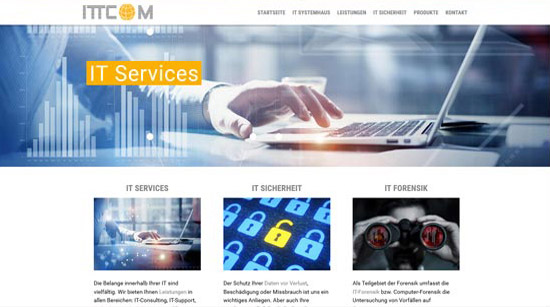 ITTCOM
STARTSEITE IT SYSTEMHAUS LEISTUNGEN IT SICHERHEIT PRODUKTE KONTAKT
IT Services
IT SERVICES
Die Belange innerhalb Ihrer IT sind
vielfältig. Wir bieten Ihnen Leistungen in
allen Bereichen: IT-Consulting, IT-Support,
IT SICHERHEIT
Der Schutz Ihrer Daten vor Verlust,
Beschädigung oder Missbrauch ist uns ein
wichtiges Anliegen. Aber auch Ihre
IT FORENSIK
Als Teilgebiet der Forensik umfasst die
IT-Forensik bzw. Computer-Forensik die
Untersuchung von Vorfällen auf